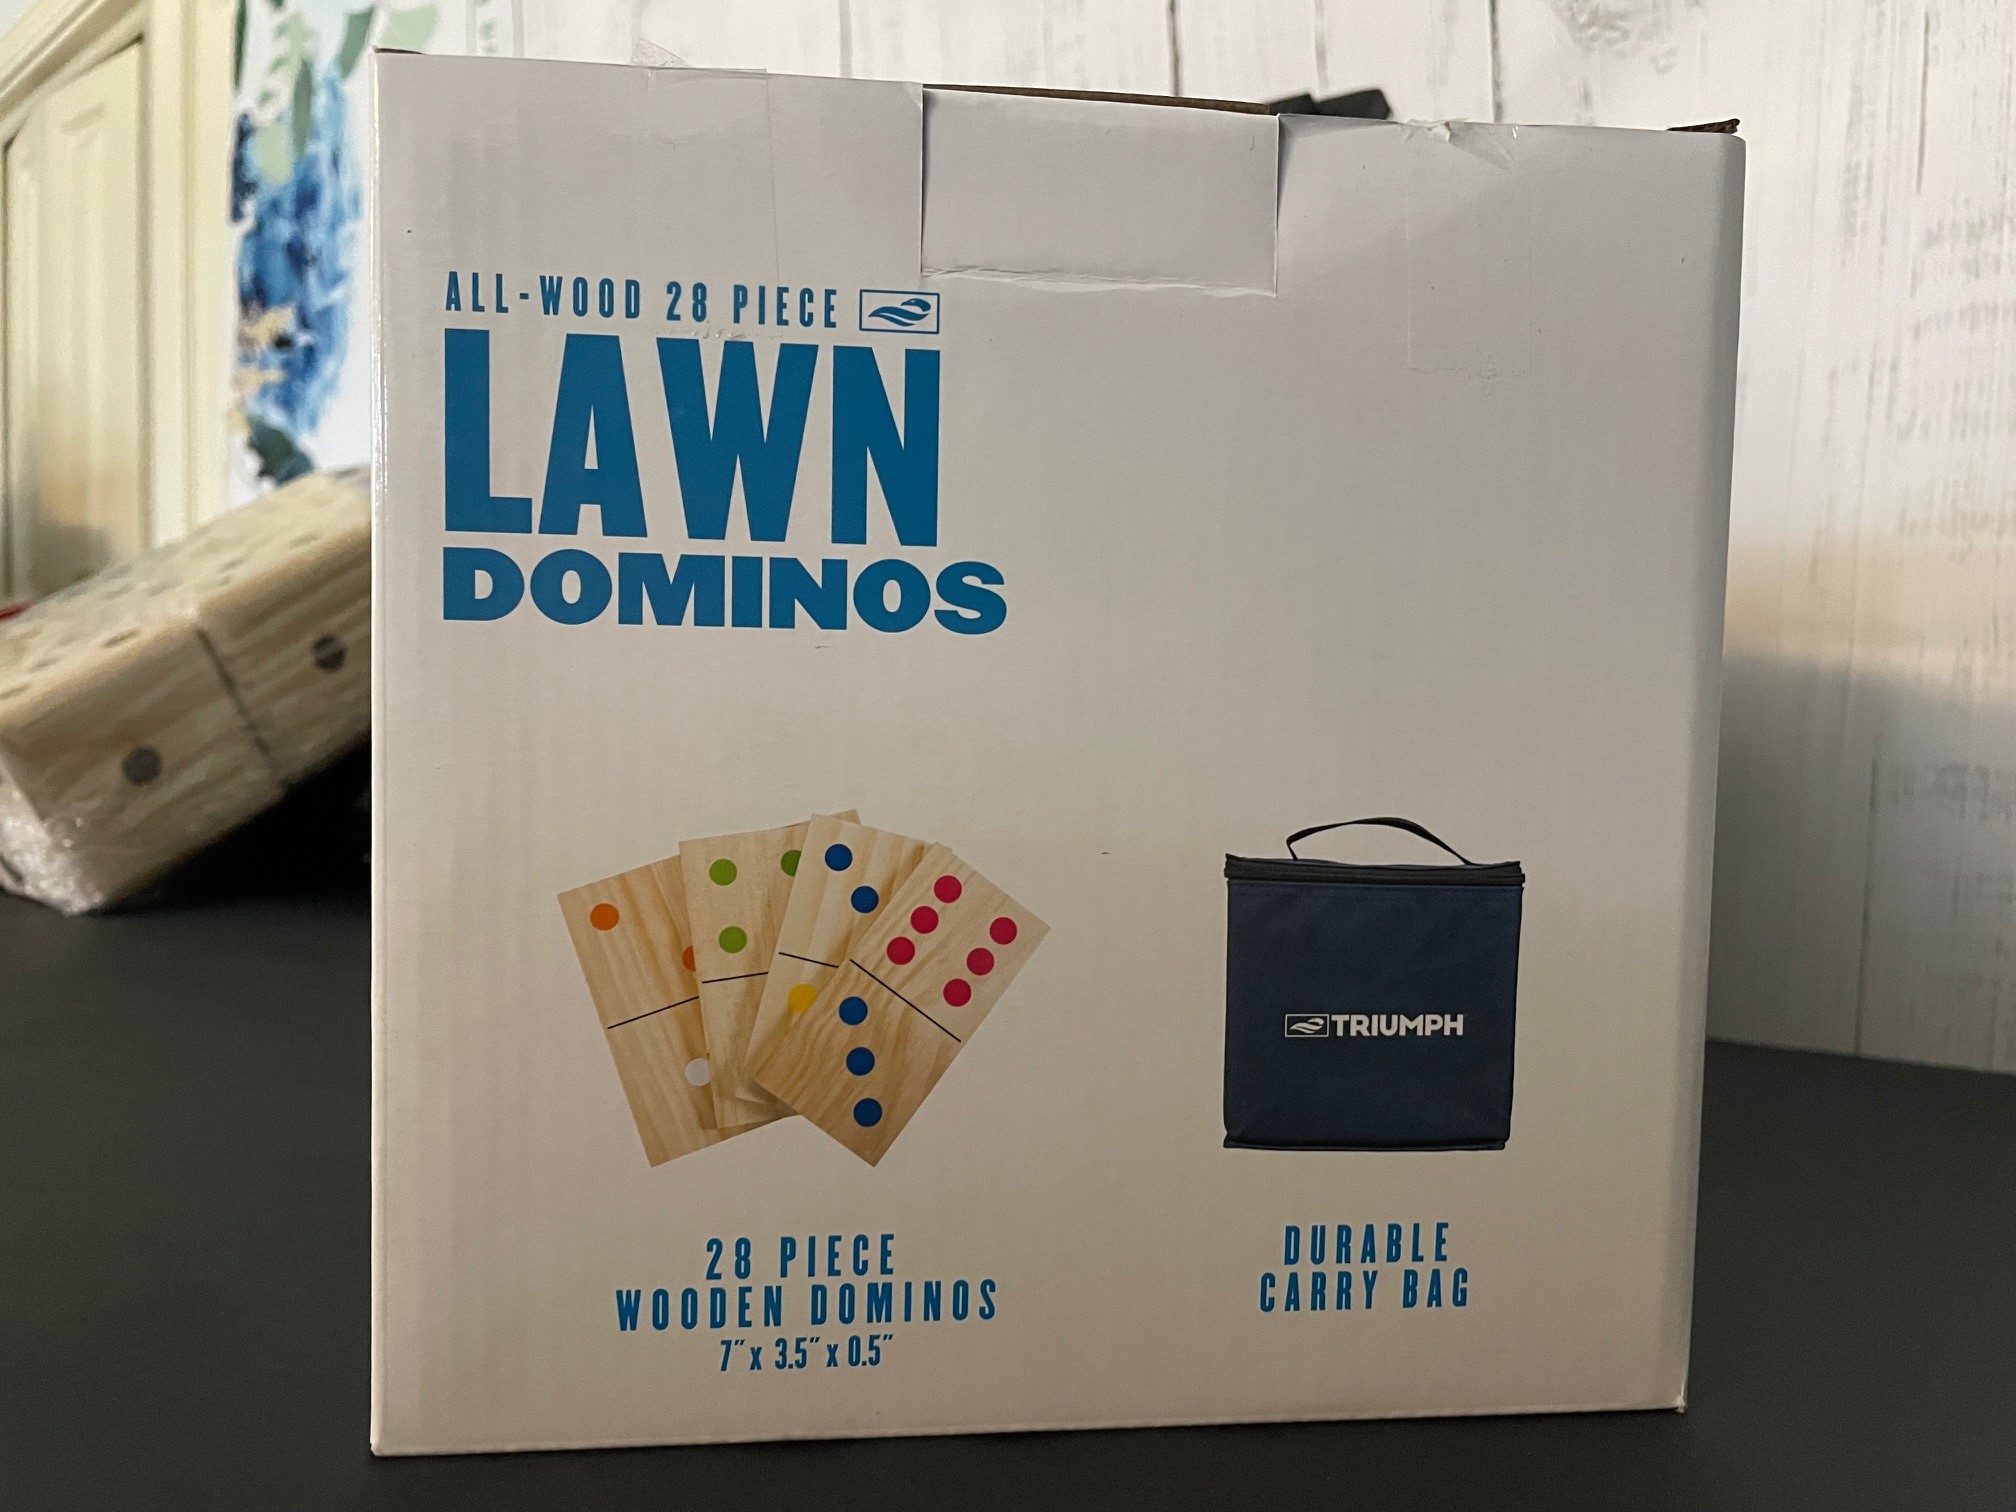 ALL-WOOD 28 PIECE
LAWN
DOMINOS
TRIUMPH
28 PIECE
WOODEN DOMINOS
7" x 3.5" x 0.5"
DURABLE
CARRY BAG